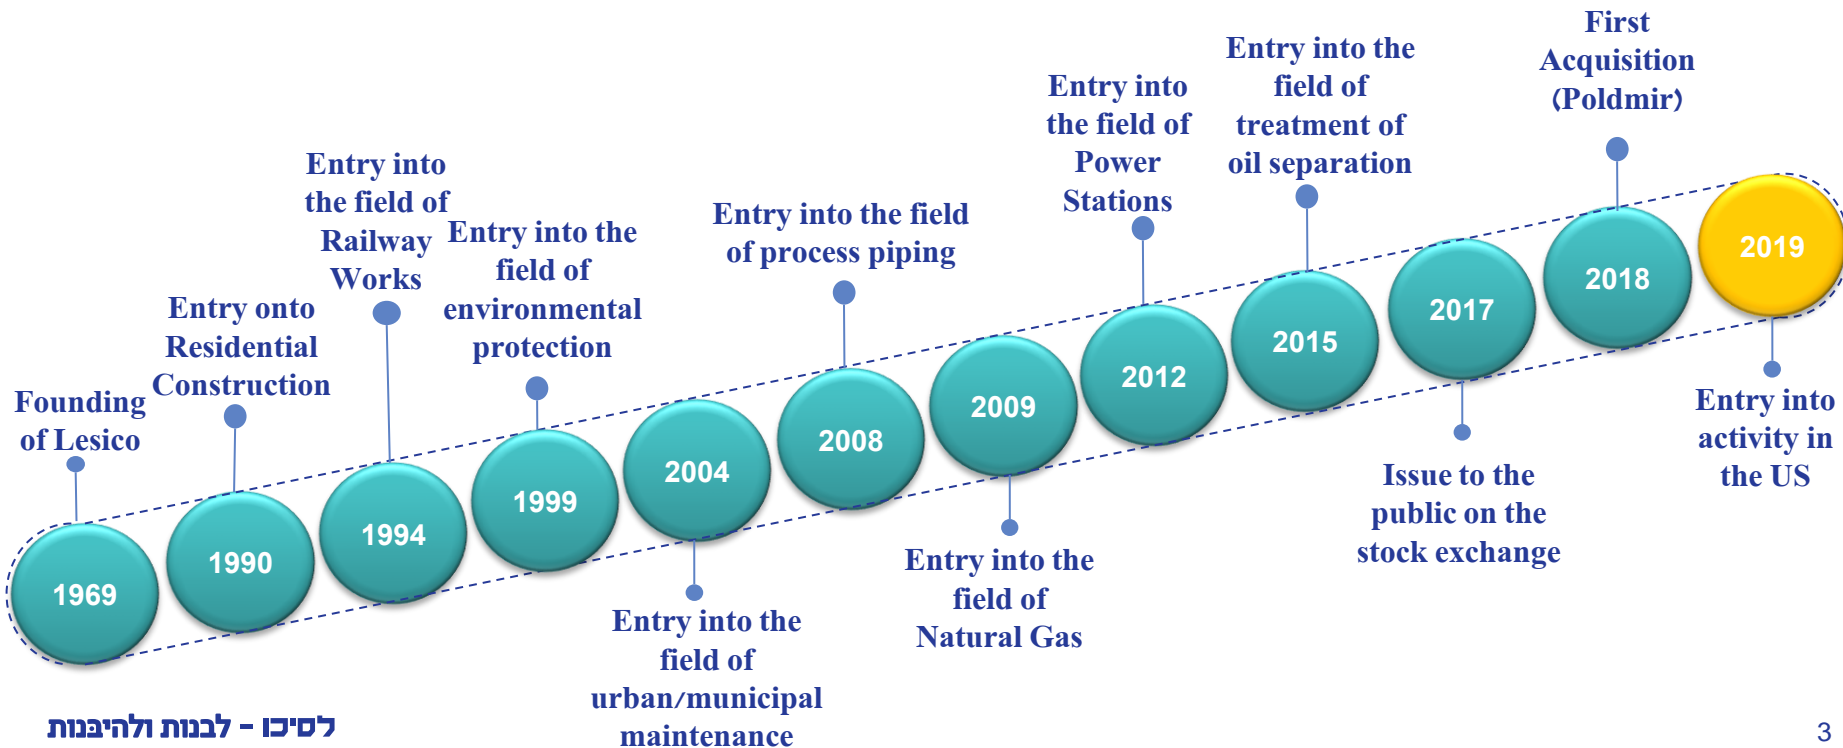 Founding
of Lesico
1969
Entry onto
Residential
Construction
1990
Entry into
the field of
Railway
Works
1994
Entry into the
field of
environmental
protection
1999
2004
Entry into the
field of
urban/municipal
maintenance
Entry into the field
of process piping
2008
2009
Entry into the
field of
Natural Gas
Entry into
the field of
Power
Stations
2012
Entry into the
field of
treatment of
oil separation
2015
2017
Issue to the
public on the
stock exchange
First
Acquisition
(Poldmir)
2018
2019
Entry into
activity in
the US
לסיכו - לבנות ולהיבנות
3